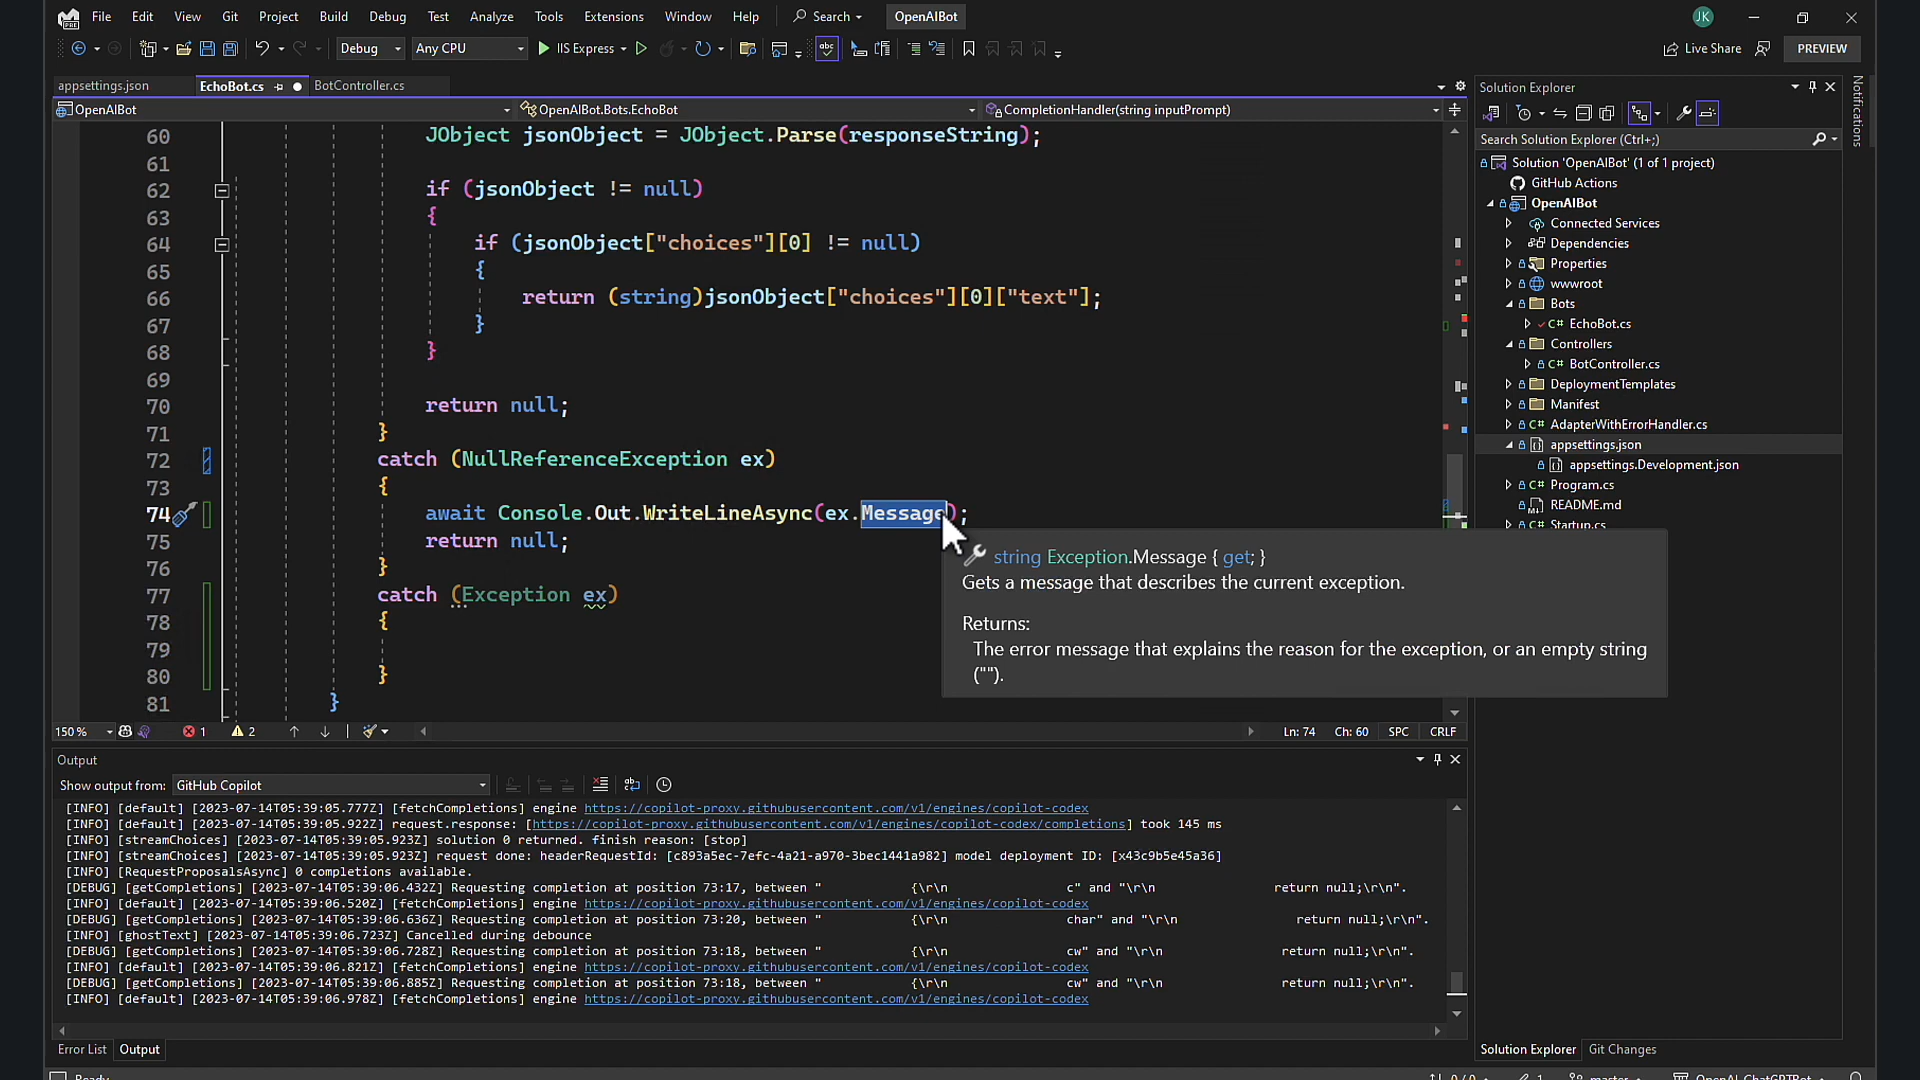 File Edit View Git Project Build Debug Test Analyze Tools Extensions Window Help Search OpenAIBot JK
Debug Any CPU IIS Express Live Share PREVIEW
appsettings.json EchoBot.cs BotController.cs
OpenAIBot OpenAIBot.Bots.EchoBot CompletionHandler(string inputPrompt)
60 JObject jsonObject = JObject.Parse(responseString);
61
62 if (jsonObject != null)
63 {
64 if (jsonObject["choices"][0] != null)
65 {
66 return (string)jsonObject["choices"][0]["text"];
67 }
68 }
69
70 return null;
71 }
72 catch (NullReferenceException ex)
73 {
74 await Console.Out.WriteLineAsync(ex.Message);
75 return null;
76 }
77 catch (Exception ex)
78 {
79
80 }
81 }
string Exception.Message { get; }
Gets a message that describes the current exception.
Returns:
The error message that explains the reason for the exception, or an empty string
("").
150 % 1 2 Ln: 74 Ch: 60 SPC CRLF
Output
Show output from: GitHub Copilot
[INFO] [default] [2023-07-14T05:39:05.777Z] [fetchCompletions] engine https://copilot-proxy.githubusercontent.com/v1/engines/copilot-codex
[INFO] [default] [2023-07-14T05:39:05.922Z] request.response: [https://copilot-proxy.githubusercontent.com/v1/engines/copilot-codex/completions] took 145 ms
[INFO] [streamChoices] [2023-07-14T05:39:05.923Z] solution 0 returned. finish reason: [stop]
[INFO] [streamChoices] [2023-07-14T05:39:05.923Z] request done: headerRequestId: [c893a5ec-7efc-4a21-a970-3bec1441a982] model deployment ID: [x43c9b5e45a36]
[INFO] [RequestProposalsAsync] 0 completions available.
[DEBUG] [getCompletions] [2023-07-14T05:39:06.432Z] Requesting completion at position 73:17, between " {\r\n c" and "\r\n return null;\r\n".
[INFO] [default] [2023-07-14T05:39:06.520Z] [fetchCompletions] engine https://copilot-proxy.githubusercontent.com/v1/engines/copilot-codex
[DEBUG] [getCompletions] [2023-07-14T05:39:06.636Z] Requesting completion at position 73:20, between " {\r\n char" and "\r\n return null;\r\n".
[INFO] [ghostText] [2023-07-14T05:39:06.723Z] Cancelled during debounce
[DEBUG] [getCompletions] [2023-07-14T05:39:06.728Z] Requesting completion at position 73:18, between " {\r\n cw" and "\r\n return null;\r\n".
[INFO] [default] [2023-07-14T05:39:06.821Z] [fetchCompletions] engine https://copilot-proxy.githubusercontent.com/v1/engines/copilot-codex
[DEBUG] [getCompletions] [2023-07-14T05:39:06.885Z] Requesting completion at position 73:18, between " {\r\n cw" and "\r\n return null;\r\n".
[INFO] [default] [2023-07-14T05:39:06.978Z] [fetchCompletions] engine https://copilot-proxy.githubusercontent.com/v1/engines/copilot-codex
Error List Output
Solution Explorer
Search Solution Explorer (Ctrl+;)
Solution 'OpenAIBot' (1 of 1 project)
GitHub Actions
OpenAIBot
Connected Services
Dependencies
Properties
wwwroot
Bots
C# EchoBot.cs
Controllers
C# BotController.cs
DeploymentTemplates
Manifest
C# AdapterWithErrorHandler.cs
appsettings.json
appsettings.Development.json
C# Program.cs
README.md
C# Startup.cs
Solution Explorer Git Changes
Notifications
Ready 0 / 0 1 master OpenAI_ChatGPTBot